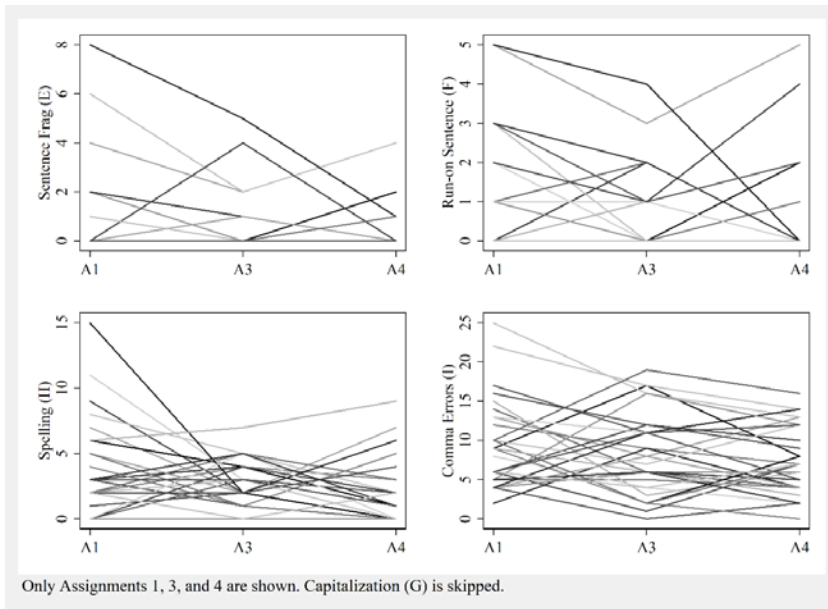 Sentence Frag (E)
8
6
4
2
0
A1 A3 A4
Run-on Sentence (F)
5
4
3
2
1
0
A1 A3 A4
Spelling (H)
15
10
5
0
A1 A3 A4
Comma Errors (I)
25
20
15
10
5
0
A1 A3 A4
Only Assignments 1, 3, and 4 are shown. Capitalization (G) is skipped.